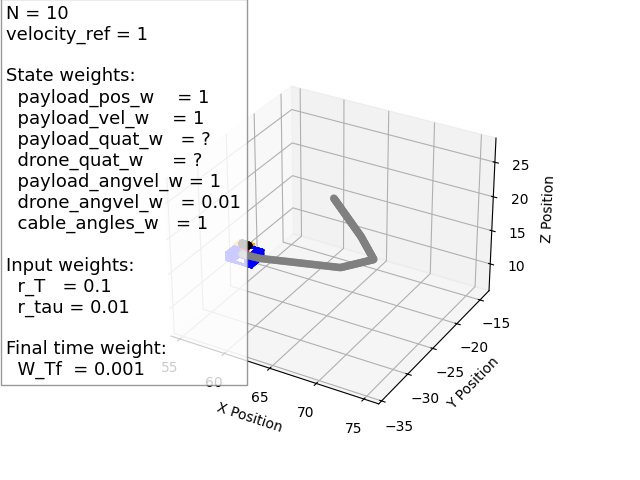 N = 10
velocity_ref = 1
State weights:
payload_pos_w = 1
payload_vel_w = 1
payload_quat_w = ?
drone_quat_w = ?
payload_angvel_w = 1
drone_angvel_w = 0.01
cable_angles_w = 1
Input weights:
r_T = 0.1
r_tau = 0.01
Final time weight:
W_Tf = 0.001
55
60
65
70
75
X Position
−35
−30
−25
−20
−15
Y Position
10
15
20
25
Z Position